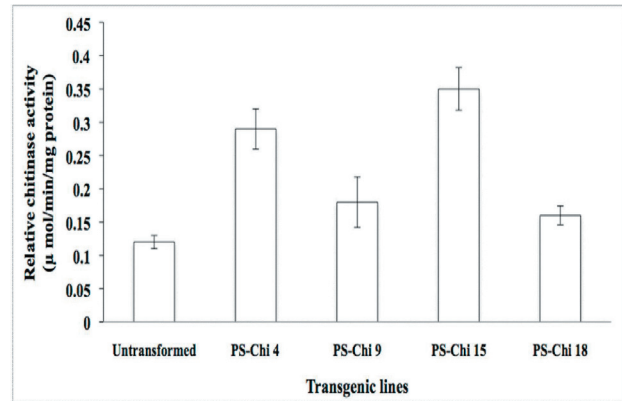 Relative chitinase activity
(µ mol/min/mg protein)
0.45
0.4
0.35
0.3
0.25
0.2
0.15
0.1
0.05
0
Untransformed PS-Chi 4 PS-Chi 9 PS-Chi 15 PS-Chi 18
Transgenic lines